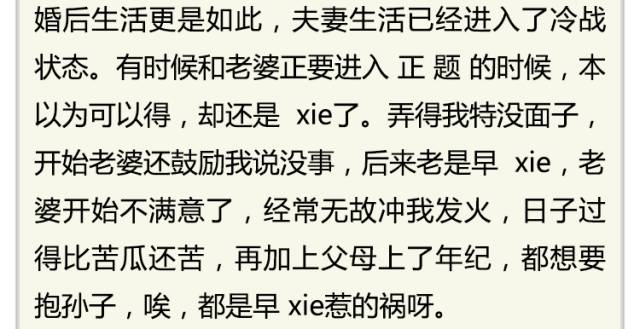 婚后生活更是如此，夫妻生活已经进入了冷战
状态。有时候和老婆正要进入 正 题 的时候，本
以为可以得，却还是  xie了。弄得我特没面子，
开始老婆还鼓励我说没事，后来老是早  xie，老
婆开始不满意了，经常无故冲我发火，日子过
得比苦瓜还苦，再加上父母上了年纪，都想要
抱孙子，唉，都是早 xie惹的祸呀。